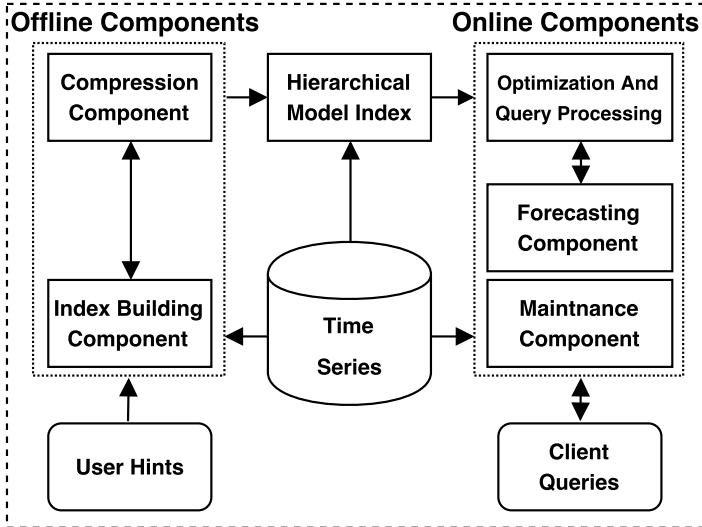 Offline Components
Online Components
Compression
Component
Hierarchical
Model Index
Optimization And
Query Processing
Forecasting
Component
Index Building
Component
Time
Series
Maintnance
Component
User Hints
Client
Queries